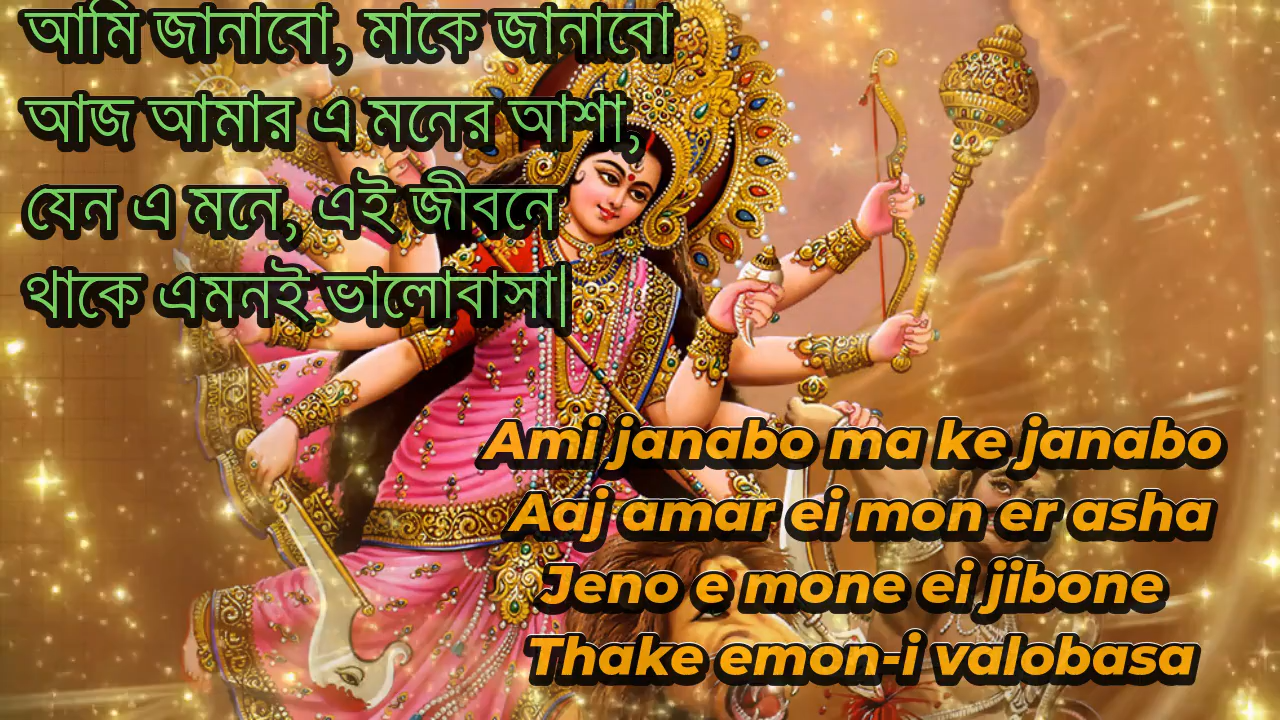 আমি জানাবো, মাকে জানাবো
আজ আমার এ মনের আশা,
যেন এ মনে, এই জীবনে
থাকে এমনই ভালোবাসা|
Ami janabo ma ke janabo
Aaj amar ei mon er asha
Jeno e mone ei jibone
Thake emon-i valobasa